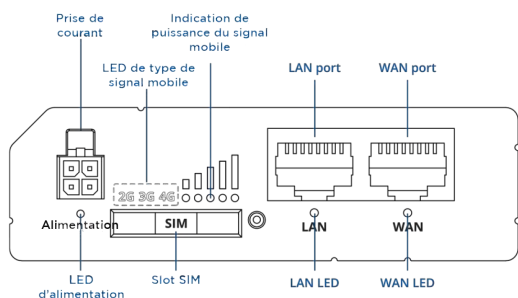 Prise de
courant
Indication de
puissance du signal
mobile
LED de type de
signal mobile
LAN port
WAN port
2G 3G 4G
Alimentation
SIM
LAN
WAN
LED
d'alimentation
Slot SIM
LAN LED
WAN LED